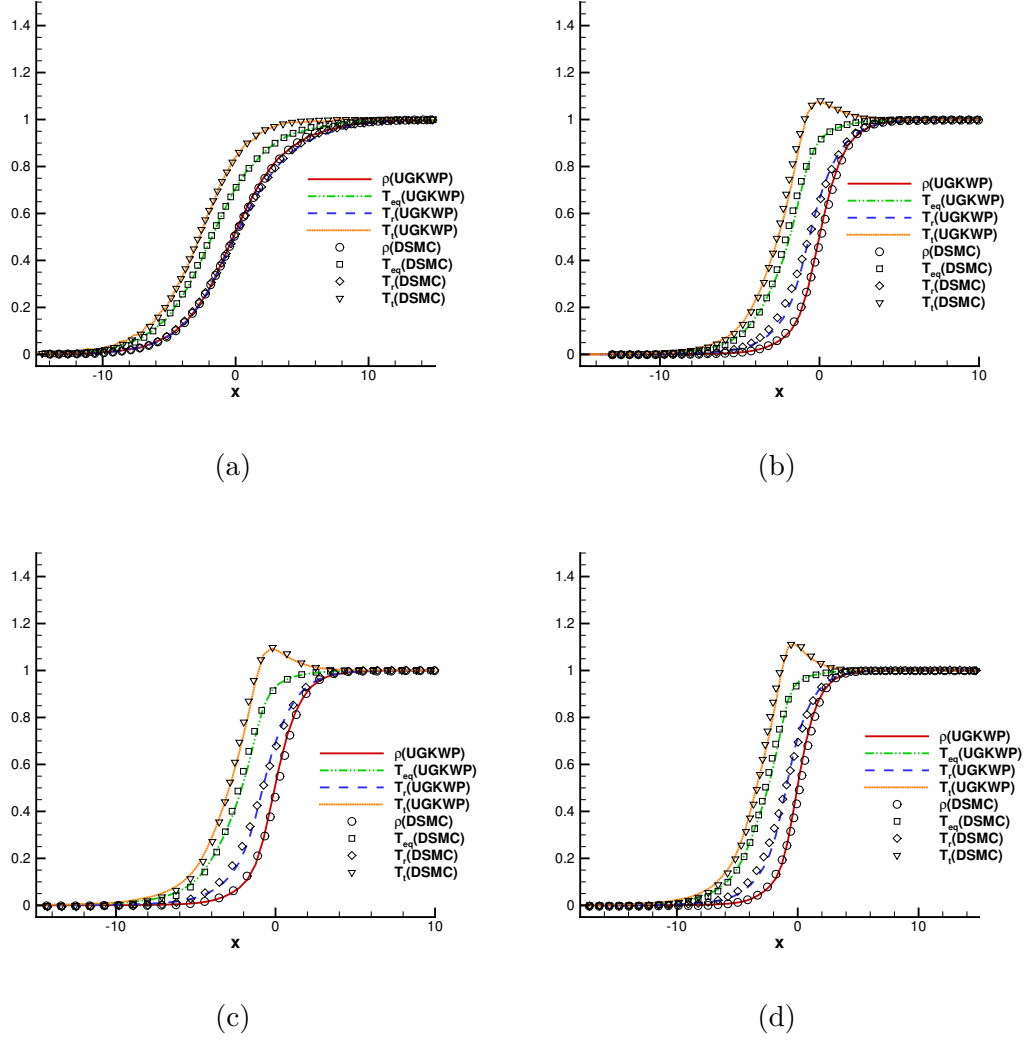 1.4
1.2
1
0.8
0.6
0.4
0.2
0
-10
0
10
x
ρ(UGKWP)
Teq(UGKWP)
Tr(UGKWP)
Tt(UGKWP)
ρ(DSMC)
Teq(DSMC)
Tr(DSMC)
Tt(DSMC)
(a)
1.4
1.2
1
0.8
0.6
0.4
0.2
0
-10
0
10
x
ρ(UGKWP)
Teq(UGKWP)
Tr(UGKWP)
Tt(UGKWP)
ρ(DSMC)
Teq(DSMC)
Tr(DSMC)
Tt(DSMC)
(b)
1.4
1.2
1
0.8
0.6
0.4
0.2
0
-10
0
10
x
ρ(UGKWP)
Teq(UGKWP)
Tr(UGKWP)
Tt(UGKWP)
ρ(DSMC)
Teq(DSMC)
Tr(DSMC)
Tt(DSMC)
(c)
1.4
1.2
1
0.8
0.6
0.4
0.2
0
-10
0
10
x
ρ(UGKWP)
Teq(UGKWP)
Tr(UGKWP)
Tt(UGKWP)
ρ(DSMC)
Teq(DSMC)
Tr(DSMC)
Tt(DSMC)
(d)